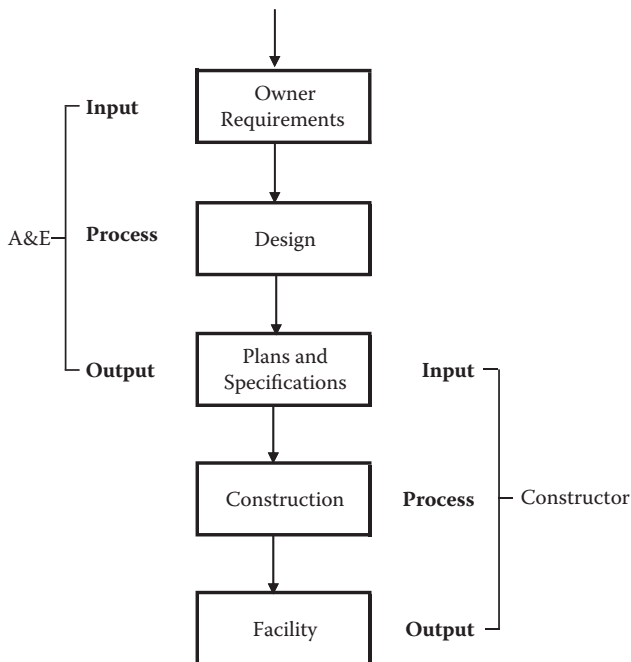 Owner
Requirements
Input
A&E
Process
Design
Output
Plans and
Specifications
Input
Construction
Process
Constructor
Facility
Output